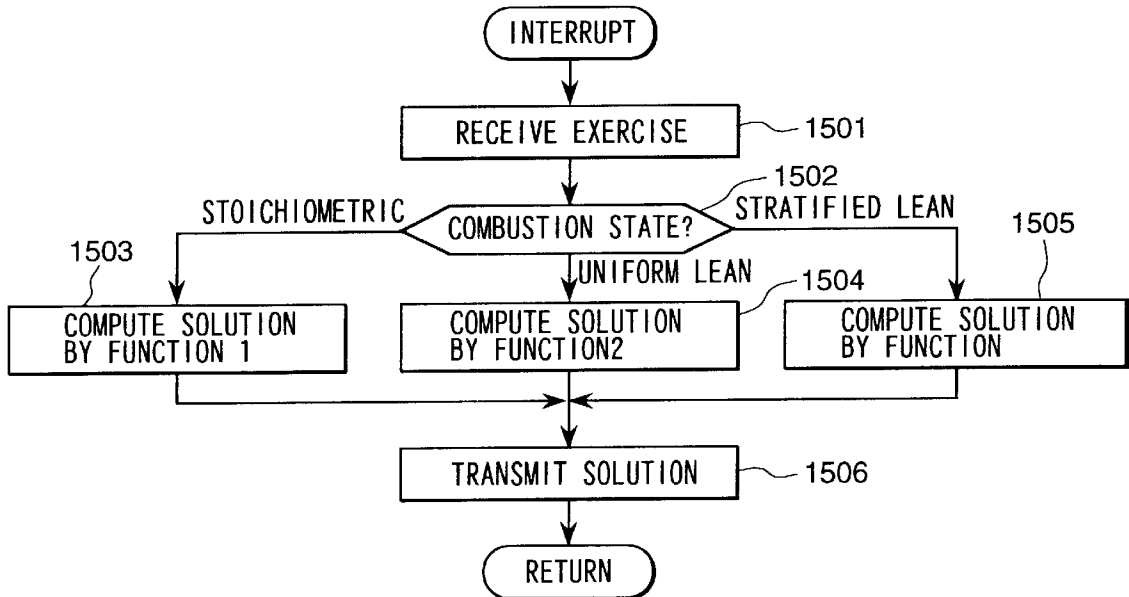 INTERRUPT
RECEIVE EXERCISE
1501
1502
STOICHIOMETRIC
COMBUSTION STATE?
STRATIFIED LEAN
1503
UNIFORM LEAN
1504
1505
COMPUTE SOLUTION
BY FUNCTION 1
COMPUTE SOLUTION
BY FUNCTION2
COMPUTE SOLUTION
BY FUNCTION
TRANSMIT SOLUTION
1506
RETURN